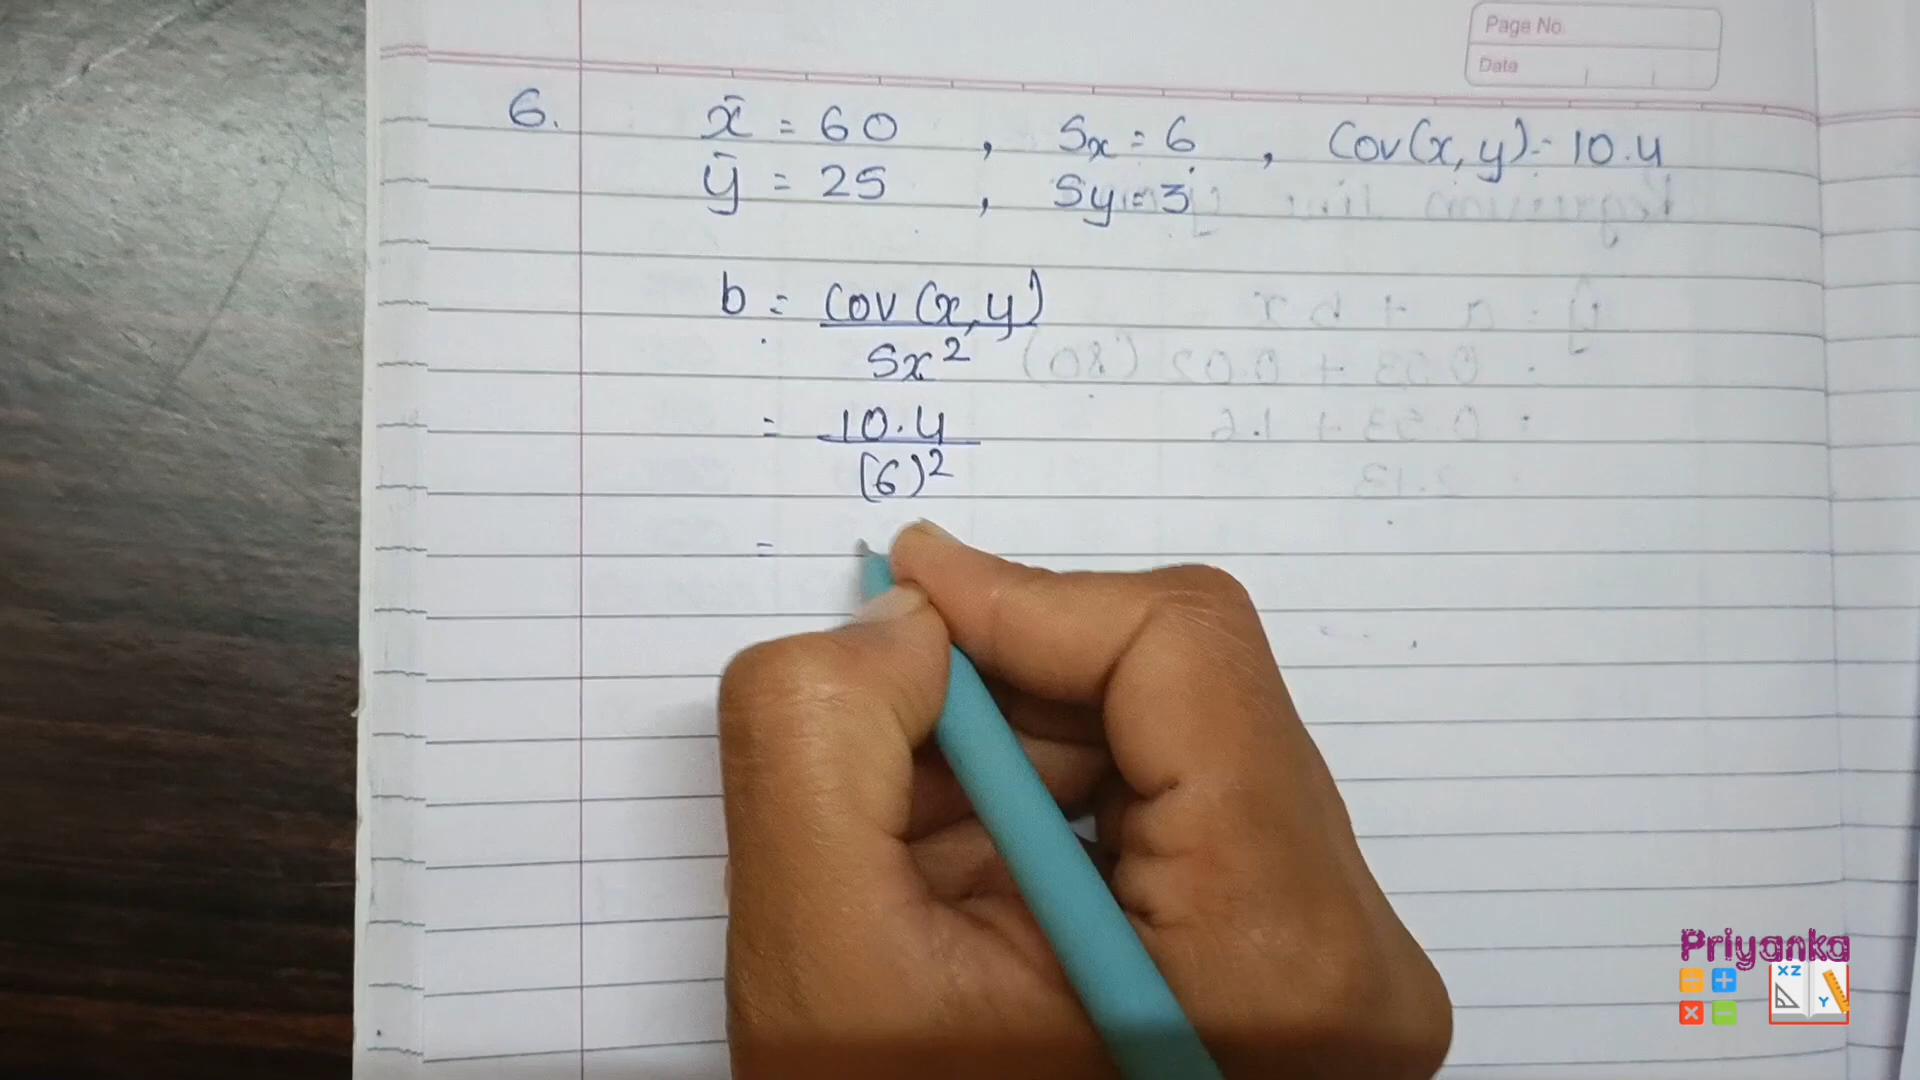 Page No.
Date
6. x̄ = 60 , Sx = 6 , Cov(x, y) = 10.4
ȳ = 25 , Sy = 3
b = Cov (x, y)
Sx²
= 10.4
(6)²
=
Priyanka
XZ
Y